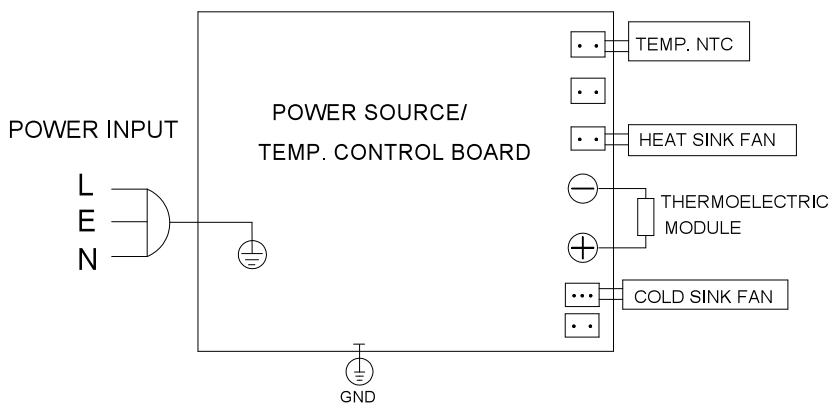 POWER INPUT
L
E
N
POWER SOURCE/
TEMP. CONTROL BOARD
TEMP. NTC
HEAT SINK FAN
THERMOELECTRIC
MODULE
COLD SINK FAN
GND